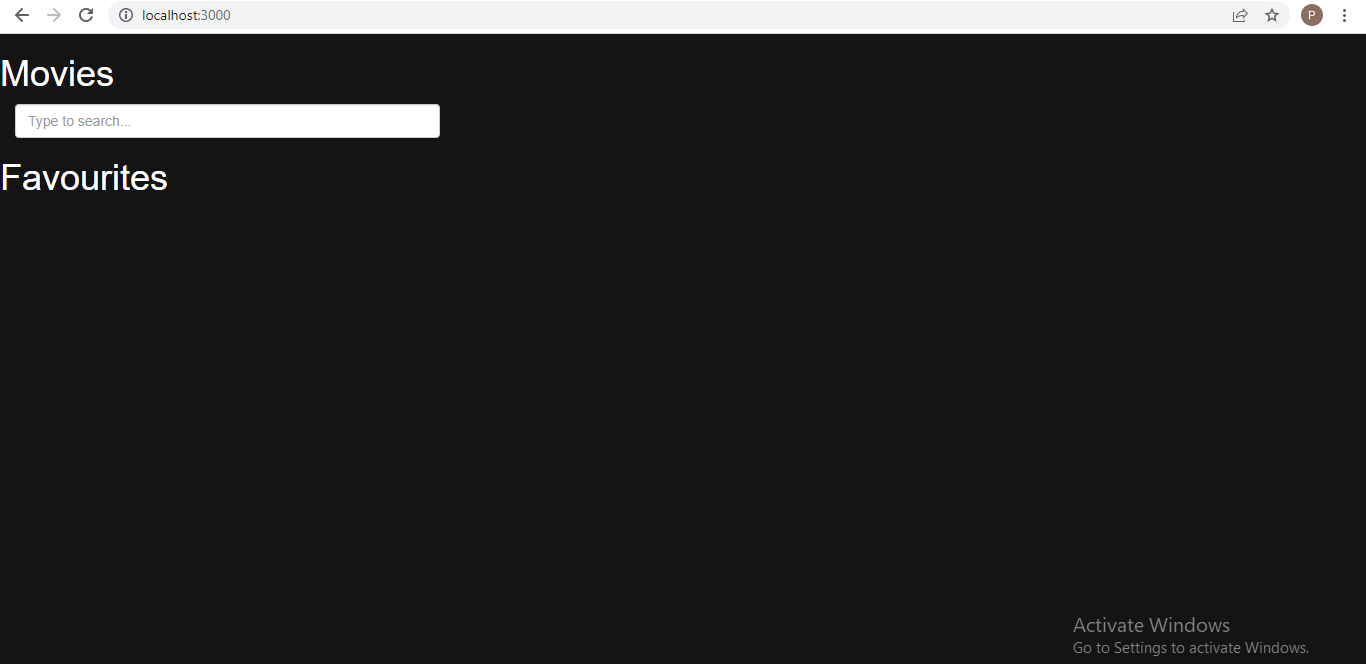 localhost:3000
P
Movies
Type to search...
Favourites
Activate Windows
Go to Settings to activate Windows.